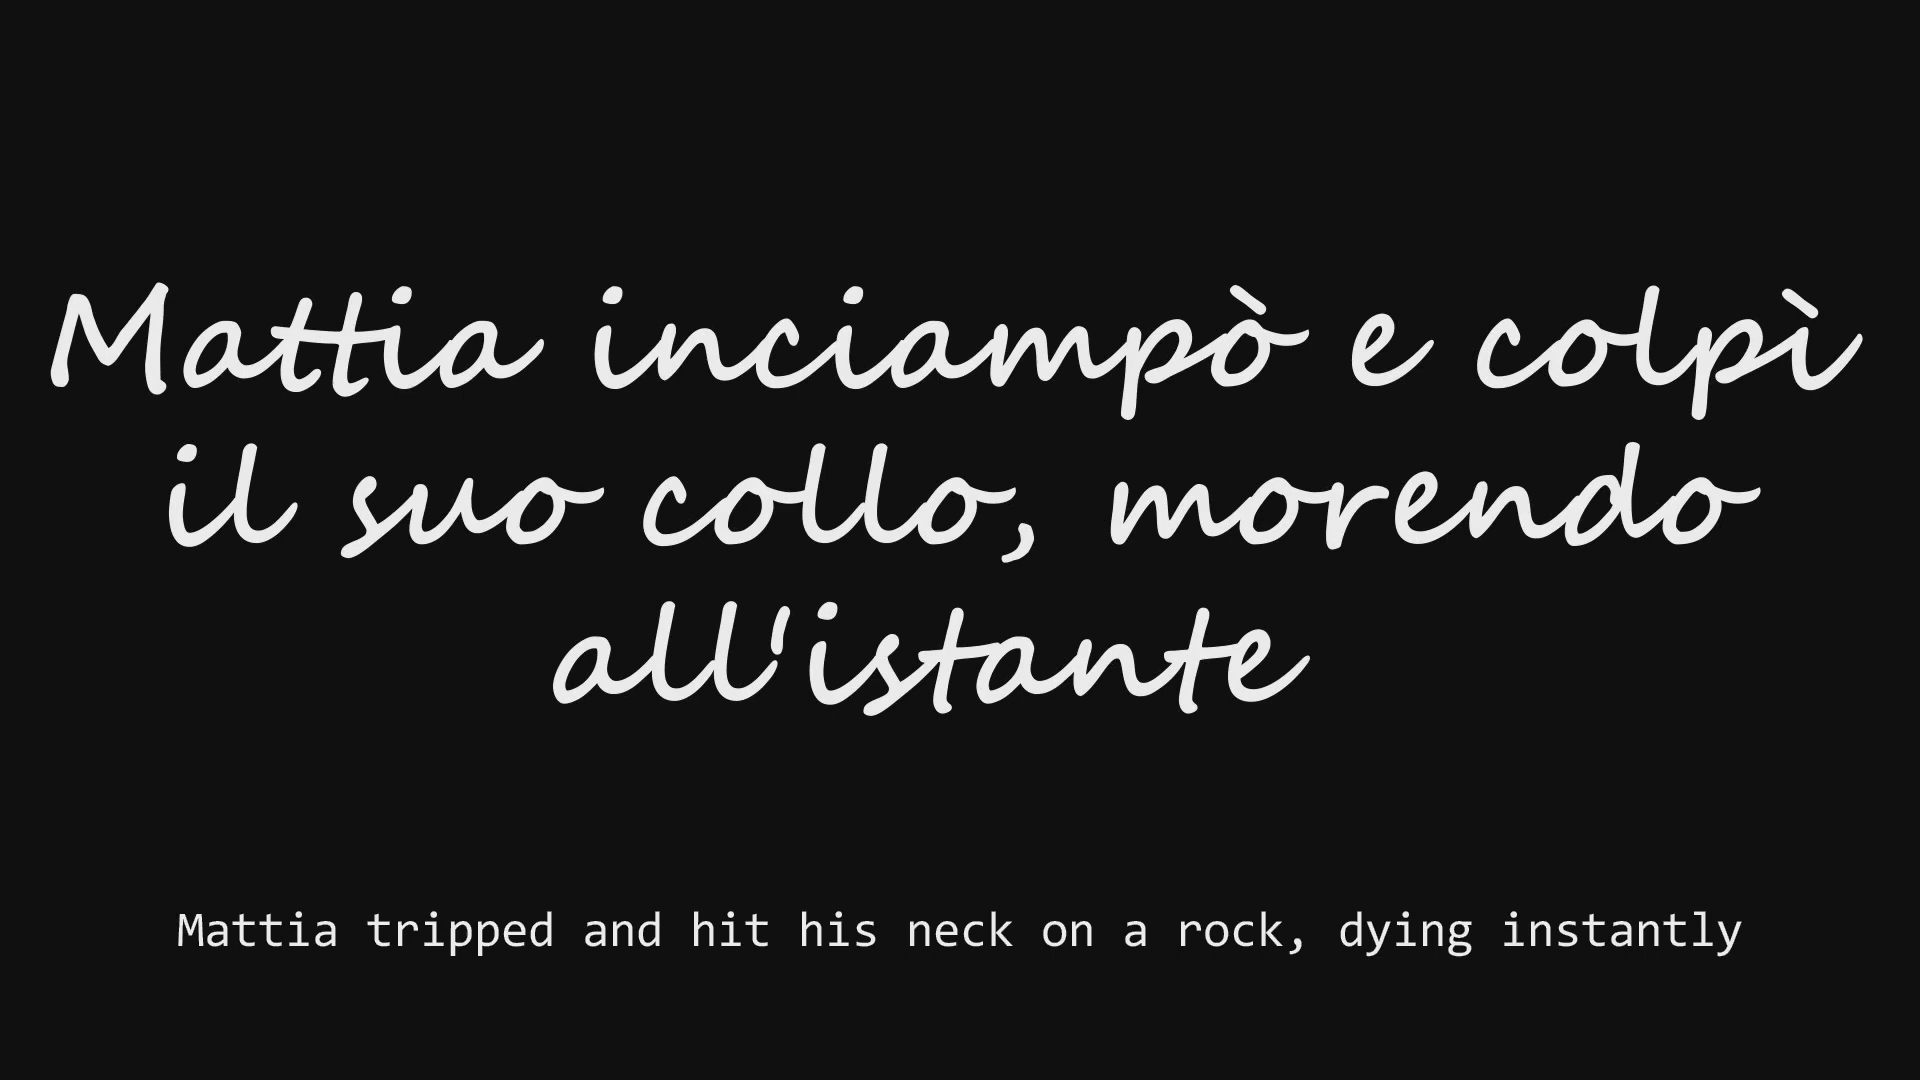 Mattia inciampò e colpì
il suo collo, morendo
all'istante
Mattia tripped and hit his neck on a rock, dying instantly